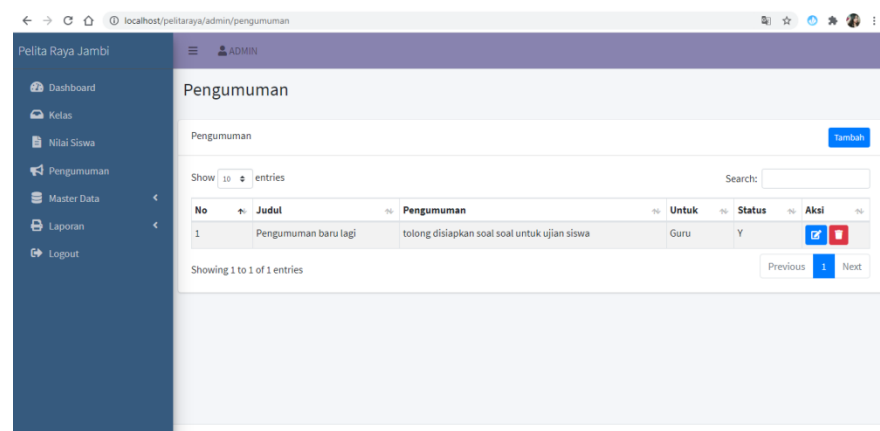 localhost/pelitaraya/admin/pengumuman
Pelita Raya Jambi
ADMIN
Dashboard
Kelas
Nilai Siswa
Pengumuman
Master Data
Laporan
Logout
Pengumuman
Pengumuman
Tambah
Show 10 entries
Search:
No Judul Pengumuman Untuk Status Aksi
1 Pengumuman baru lagi tolong disiapkan soal soal untuk ujian siswa Guru Y
Showing 1 to 1 of 1 entries
Previous 1 Next